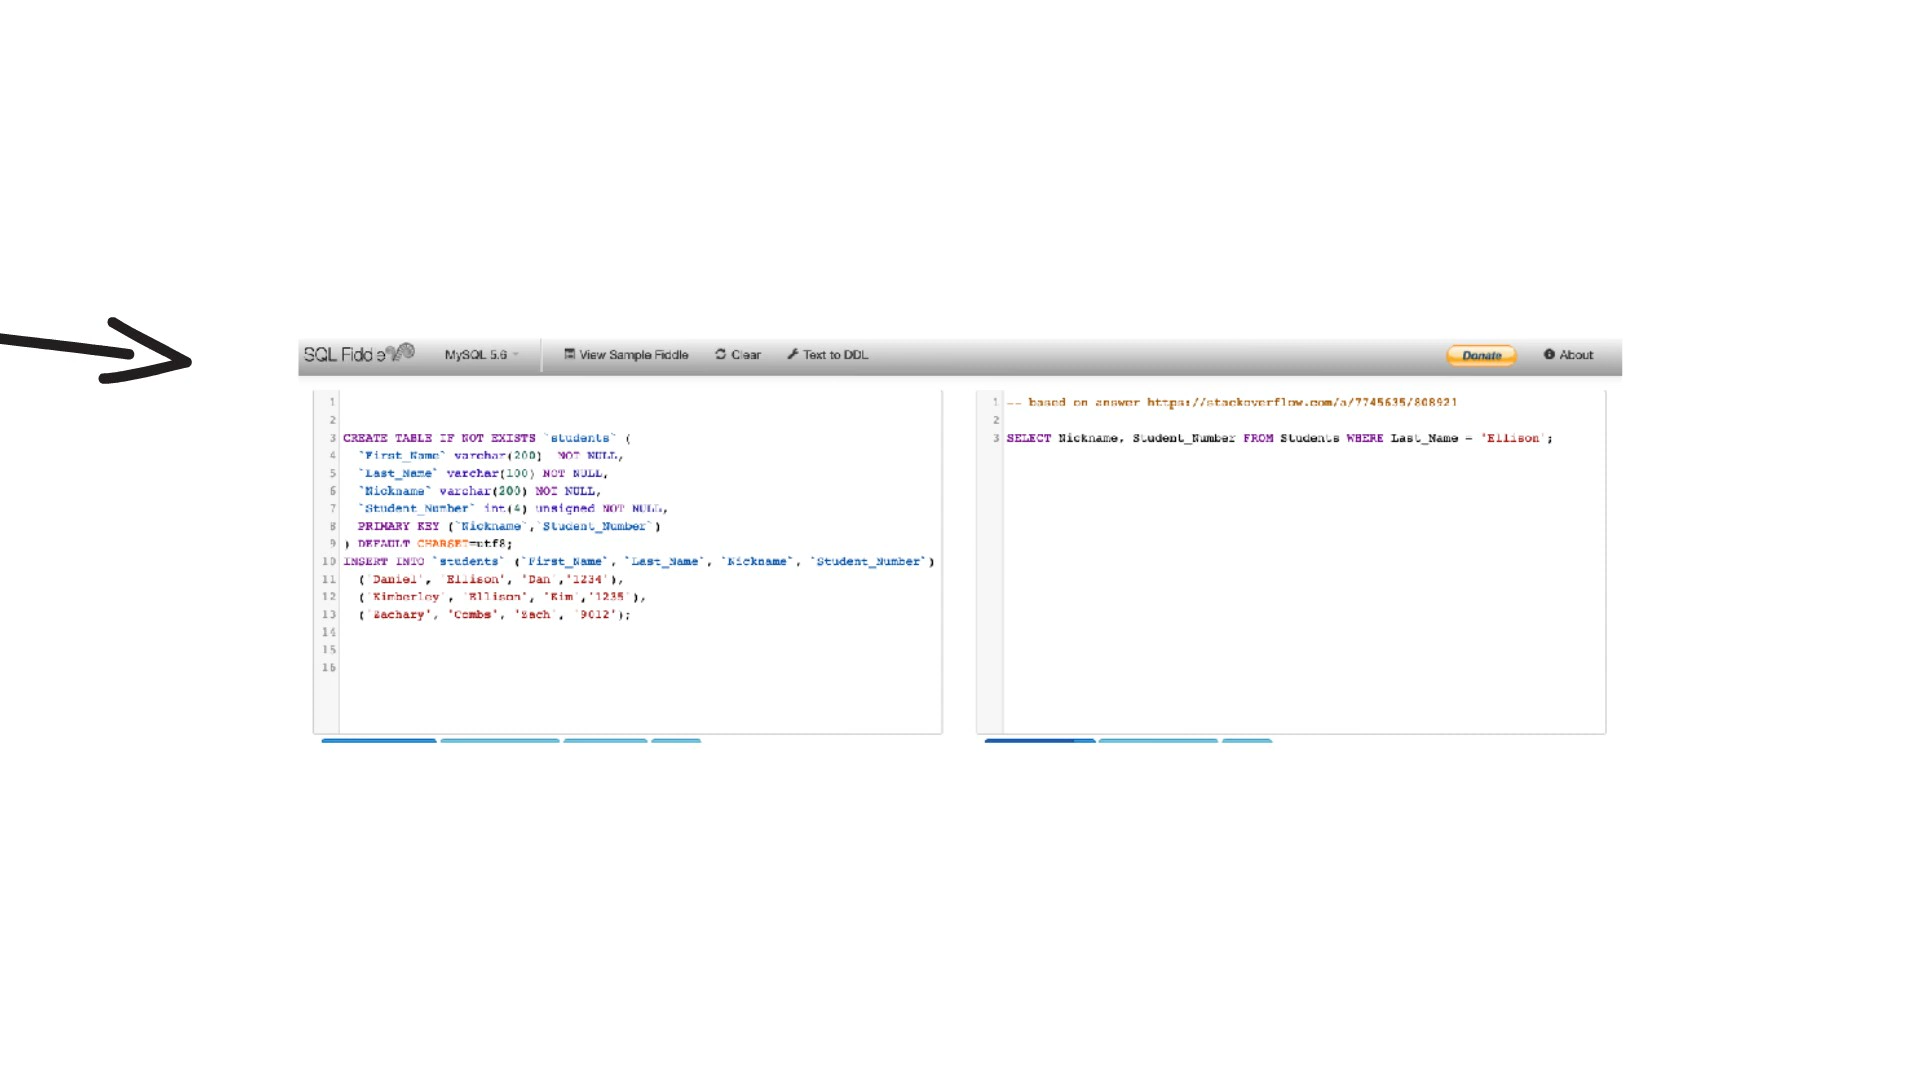 SQL Fiddle
MySQL 5.6
View Sample Fiddle
Clear
Text to DDL
Donate
About
1
2
3 CREATE TABLE IF NOT EXISTS `students` (
4 `First_Name` varchar(200) NOT NULL,
5 `Last_Name` varchar(100) NOT NULL,
6 `Nickname` varchar(200) NOT NULL,
7 `Student_Number` int(4) unsigned NOT NULL,
8 PRIMARY KEY (`Nickname`,`Student_Number`)
9 ) DEFAULT CHARSET=utf8;
10 INSERT INTO `students` (`First_Name`, `Last_Name`, `Nickname`, `Student_Number`)
11 ('Daniel', 'Ellison', 'Dan','1234'),
12 ('Kimberley', 'Ellison', 'Kim','1235'),
13 ('Zachary', 'Combs', 'Zach', '9012');
14
15
16
1 -- based on answer https://stackoverflow.com/a/7745635/808921
2
3 SELECT Nickname, Student_Number FROM Students WHERE Last_Name = 'Ellison';